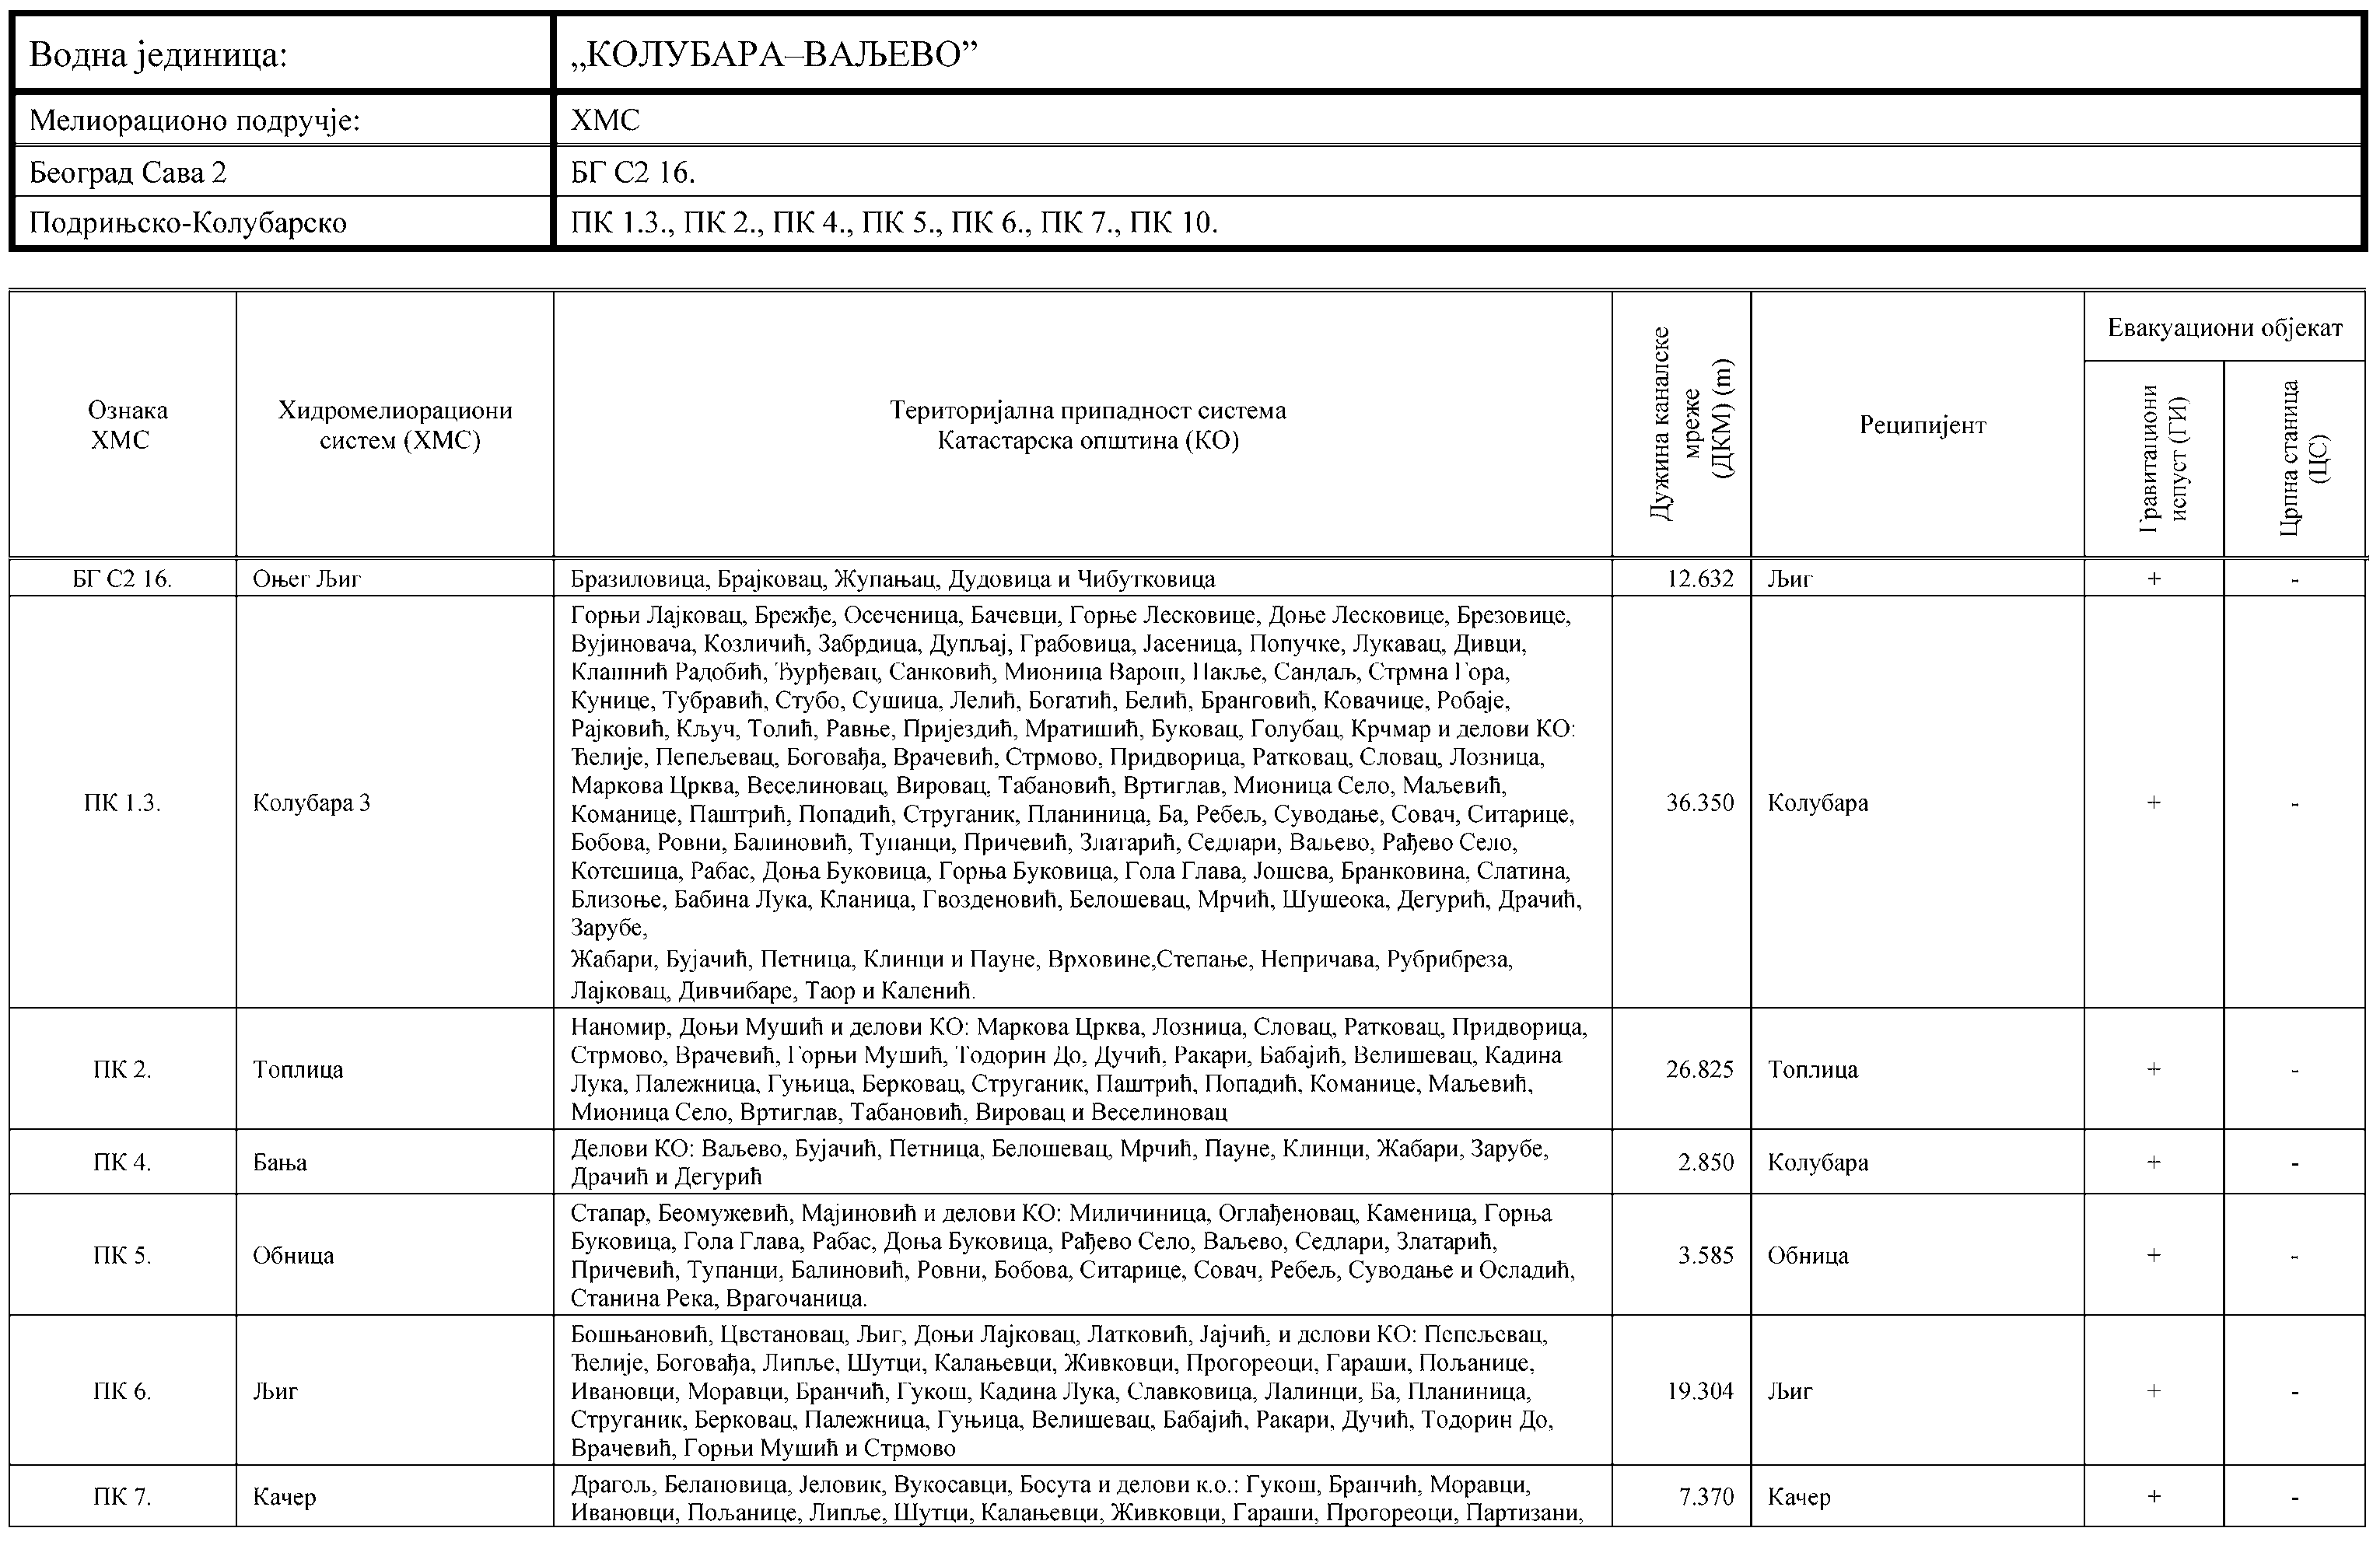 Водна јединица: „КОЛУБАРА–ВАЉЕВО”
Мелиорационо подручје: ХМС
Београд Сава 2 БГ С2 16.
Подрињско-Колубарско ПК 1.3., ПК 2., ПК 4., ПК 5., ПК 6., ПК 7., ПК 10.
Ознака
ХМС
Хидромелиорациони
систем (ХМС)
Територијална припадност система
Катастарска општина (КО)
Дужина каналске
мреже
(ДКМ) (m)
Реципијент
Евакуациони објекат
Гравитациони
испуст (ГИ)
Црпна станица
(ЦС)
БГ С2 16. Оњег Љиг Бразиловица, Брајковац, Жупањац, Дудовица и Чибутковица 12.632 Љиг + -
ПК 1.3.
Колубара 3
Горњи Лајковац, Брежђе, Осеченица, Бачевци, Горње Лесковице, Доње Лесковице, Брезовице,
Вујиновача, Козличић, Забрдица, Дупљај, Грабовица, Јасеница, Попучке, Лукавац, Дивци,
Клашнић Радобић, Ђурђевац, Санковић, Мионица Варош, Пакље, Сандаљ, Стрмна Гора,
Кунице, Тубравић, Стубо, Сушица, Лелић, Богатић, Белић, Бранговић, Ковачице, Робаје,
Рајковић, Кључ, Толић, Равње, Пријездић, Мратишић, Буковац, Голубац, Крчмар и делови КО:
Ћелије, Пепељевац, Боговађа, Врачевић, Стрмово, Придворица, Ратковац, Словац, Лозница,
Маркова Црква, Веселиновац, Вировац, Табановић, Вртиглав, Мионица Село, Маљевић,
Команице, Паштрић, Попадић, Струганик, Планиница, Ба, Ребељ, Суводање, Совач, Ситарице,
Бобова, Ровни, Балиновић, Тупанци, Причевић, Златарић, Седлари, Ваљево, Рађево Село,
Котешица, Рабас, Доња Буковица, Горња Буковица, Гола Глава, Јошева, Бранковина, Слатина,
Близоње, Бабина Лука, Кланица, Гвозденовић, Белошевац, Мрчић, Шушеока, Дегурић, Драчић,
Зарубе,
Жабари, Бујачић, Петница, Клинци и Пауне, Врховине,Степање, Непричава, Рубрибреза,
Лајковац, Дивчибаре, Таор и Каленић.
36.350 Колубара + -
ПК 2.
Топлица
Наномир, Доњи Мушић и делови КО: Маркова Црква, Лозница, Словац, Ратковац, Придворица,
Стрмово, Врачевић, Горњи Мушић, Тодорин До, Дучић, Ракари, Бабајић, Велишевац, Кадина
Лука, Палежница, Гуњица, Берковац, Струганик, Паштрић, Попадић, Команице, Маљевић,
Мионица Село, Вртиглав, Табановић, Вировац и Веселиновац
26.825 Топлица + -
ПК 4.
Бања
Делови КО: Ваљево, Бујачић, Петница, Белошевац, Мрчић, Пауне, Клинци, Жабари, Зарубе,
Драчић и Дегурић
2.850 Колубара + -
ПК 5.
Обница
Стапар, Беомужевић, Мајиновић и делови КО: Миличиница, Оглађеновац, Каменица, Горња
Буковица, Гола Глава, Рабас, Доња Буковица, Рађево Село, Ваљево, Седлари, Златарић,
Причевић, Тупанци, Балиновић, Ровни, Бобова, Ситарице, Совач, Ребељ, Суводање и Осладић,
Станина Река, Врагочаница.
3.585 Обница + -
ПК 6.
Љиг
Бошњановић, Цветановац, Љиг, Доњи Лајковац, Латковић, Јајчић, и делови КО: Пепељевац,
Ћелије, Боговађа, Липље, Шутци, Калањевци, Живковци, Прогореоци, Гараши, Пољанице,
Ивановци, Моравци, Бранчић, Гукош, Кадина Лука, Славковица, Лалинци, Ба, Планиница,
Струганик, Берковац, Палежница, Гуњица, Велишевац, Бабајић, Ракари, Дучић, Тодорин До,
Врачевић, Горњи Мушић и Стрмово
19.304 Љиг + -
ПК 7.
Качер
Драгољ, Белановица, Јеловик, Вукосавци, Босута и делови к.о.: Гукош, Бранчић, Моравци,
Ивановци, Пољанице, Липље, Шутци, Калањевци, Живковци, Гараши, Прогореоци, Партизани,
7.370 Качер + -